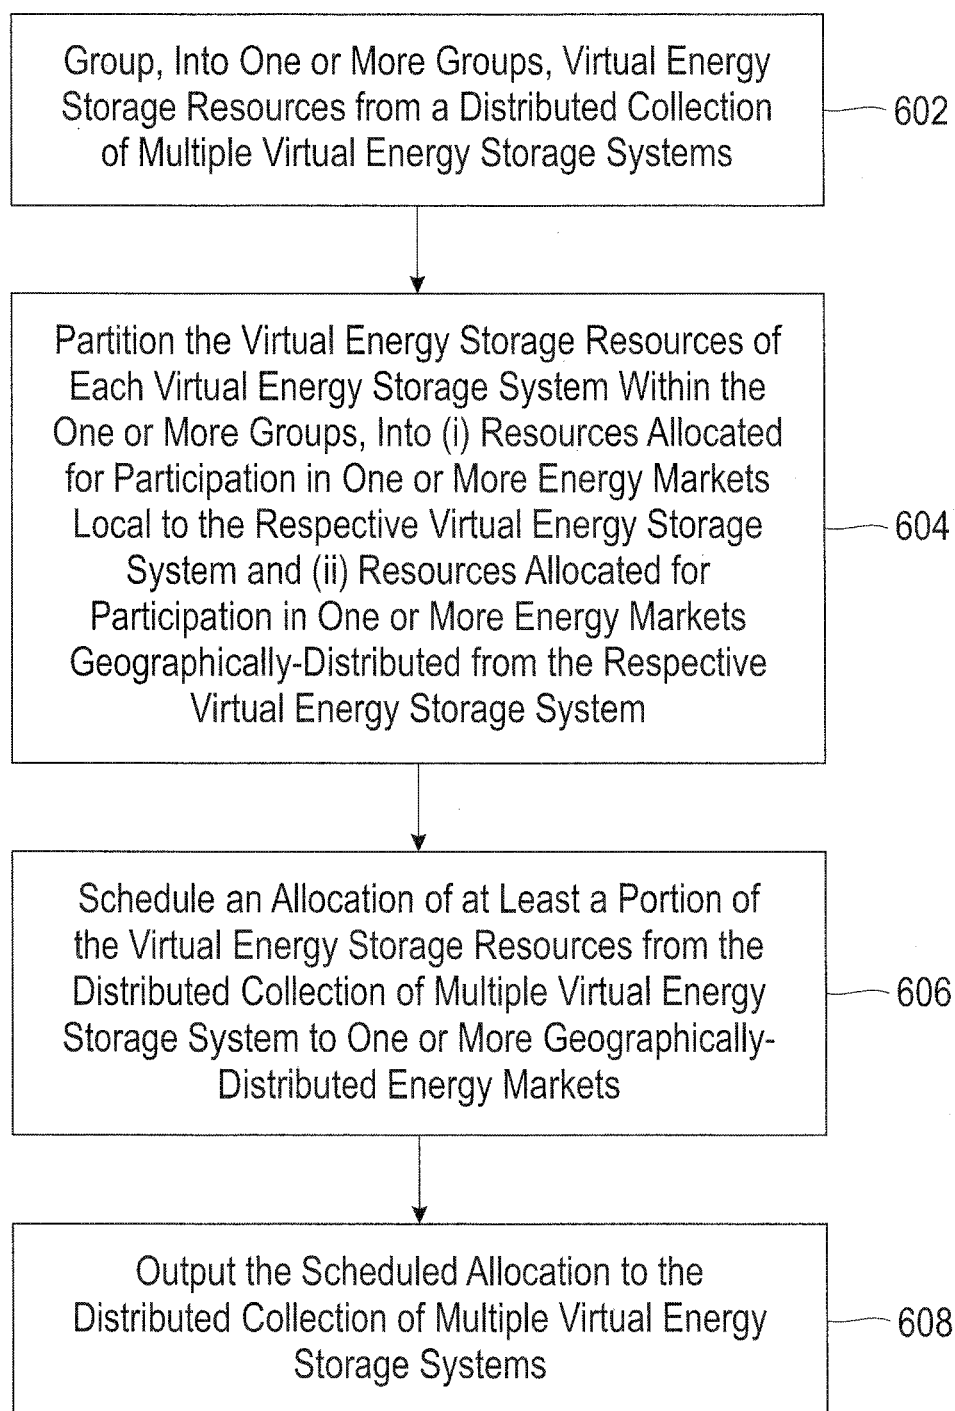 Group, Into One or More Groups, Virtual Energy
Storage Resources from a Distributed Collection
of Multiple Virtual Energy Storage Systems
602
Partition the Virtual Energy Storage Resources of
Each Virtual Energy Storage System Within the
One or More Groups, Into (i) Resources Allocated
for Participation in One or More Energy Markets
Local to the Respective Virtual Energy Storage
System and (ii) Resources Allocated for
Participation in One or More Energy Markets
Geographically-Distributed from the Respective
Virtual Energy Storage System
604
Schedule an Allocation of at Least a Portion of
the Virtual Energy Storage Resources from the
Distributed Collection of Multiple Virtual Energy
Storage System to One or More Geographically-
Distributed Energy Markets
606
Output the Scheduled Allocation to the
Distributed Collection of Multiple Virtual Energy
Storage Systems
608